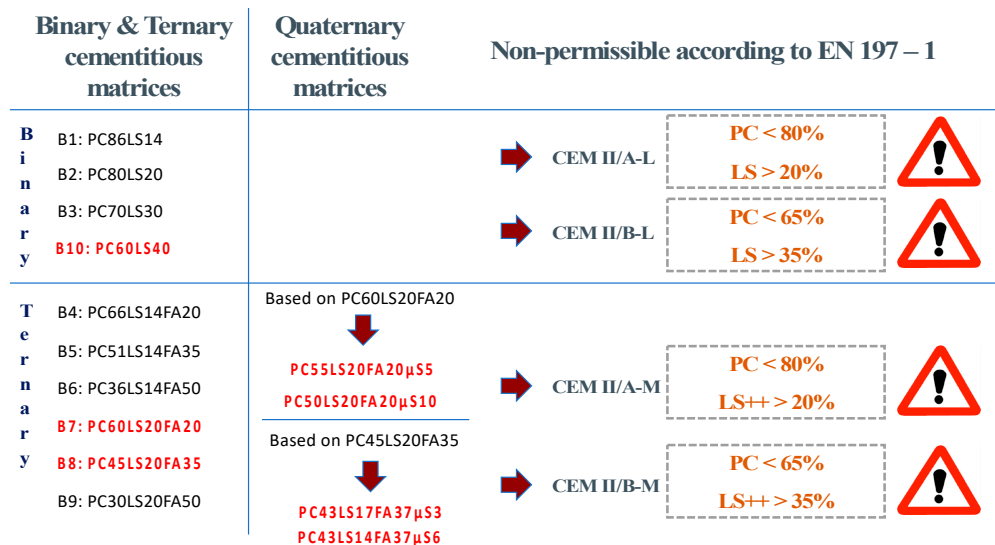 Binary & Ternary
cementitious
matrices
Quaternary
cementitious
matrices
Non-permissible according to EN 197 – 1
Binary
B1: PC86LS14
B2: PC80LS20
B3: PC70LS30
B10: PC60LS40
CEM II/A-L
PC < 80%
LS > 20%
CEM II/B-L
PC < 65%
LS > 35%
Ternary
B4: PC66LS14FA20
B5: PC51LS14FA35
B6: PC36LS14FA50
B7: PC60LS20FA20
B8: PC45LS20FA35
B9: PC30LS20FA50
Based on PC60LS20FA20
PC55LS20FA20µS5
PC50LS20FA20µS10
Based on PC45LS20FA35
PC43LS17FA37µS3
PC43LS14FA37µS6
CEM II/A-M
PC < 80%
LS++ > 20%
CEM II/B-M
PC < 65%
LS++ > 35%